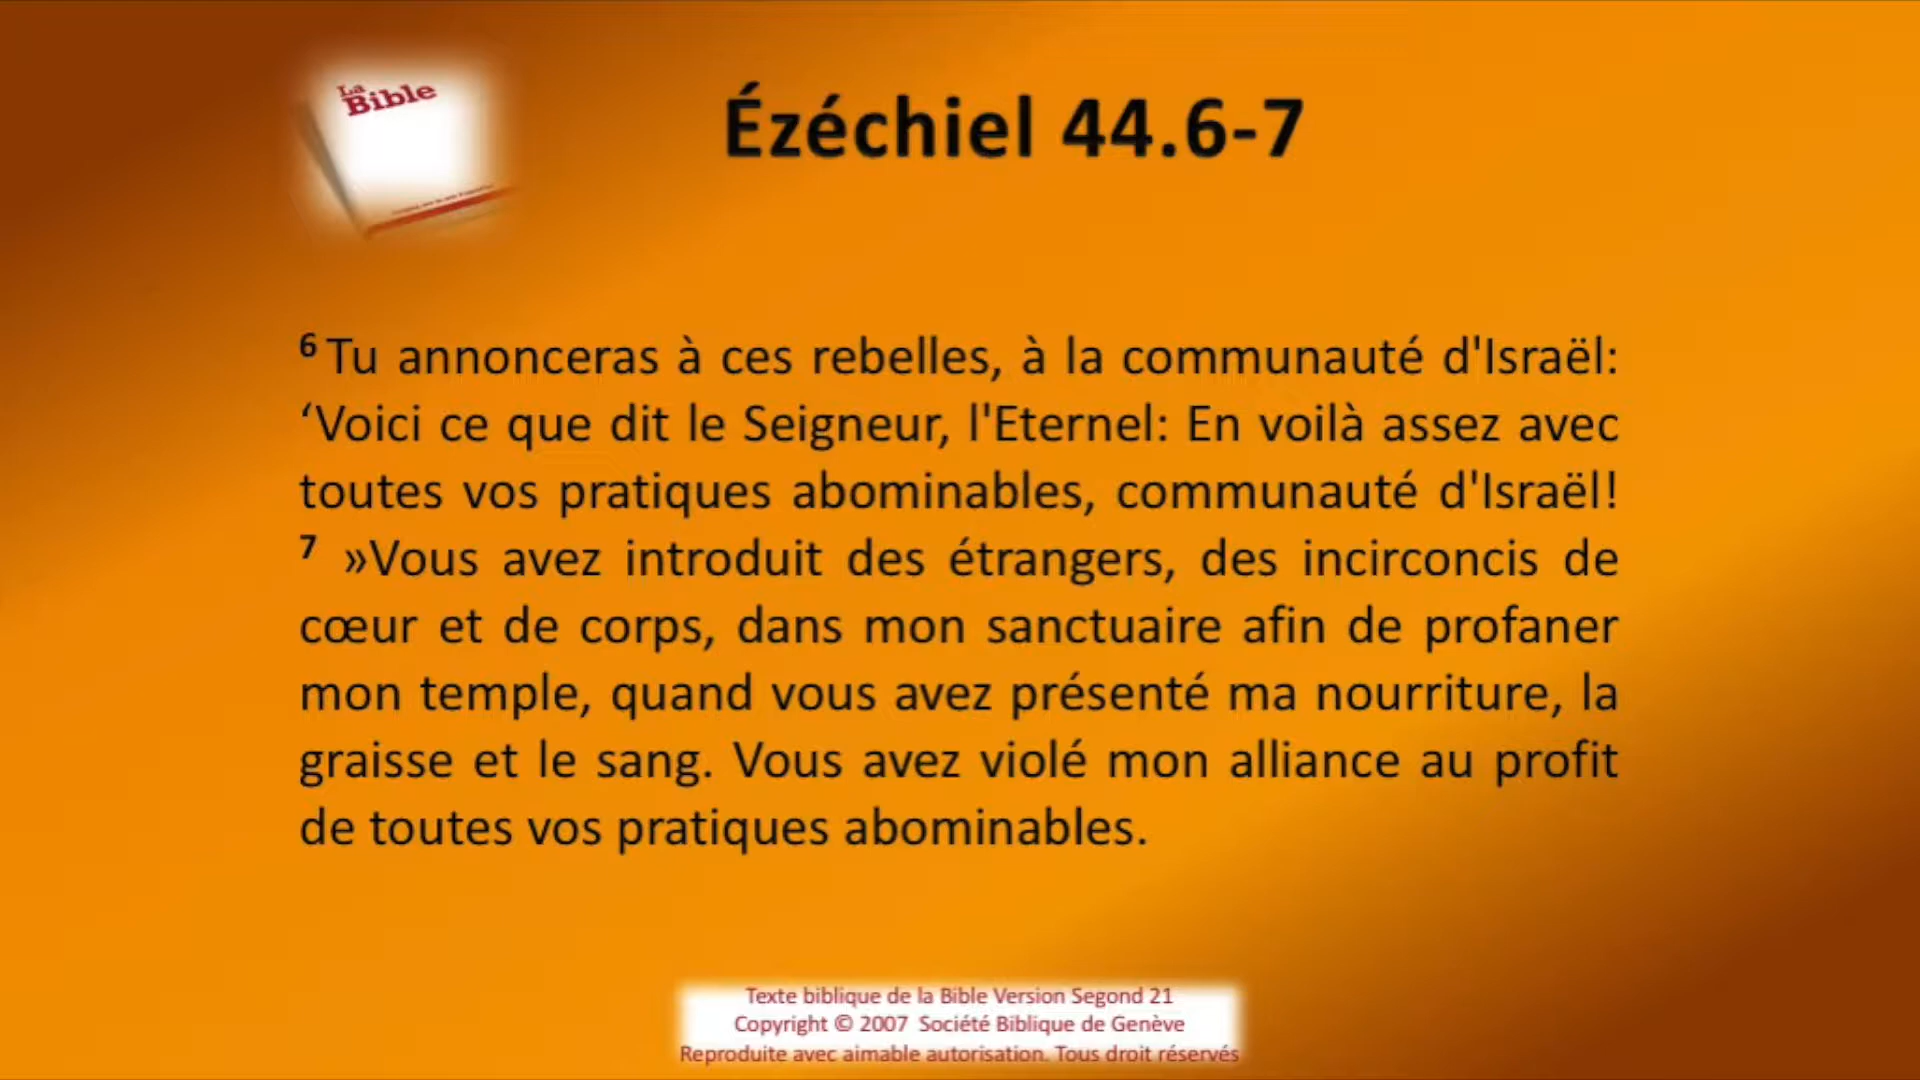 La
Bible
Ézéchiel 44.6-7
6 Tu annonceras à ces rebelles, à la communauté d'Israël:
‘Voici ce que dit le Seigneur, l'Eternel: En voilà assez avec
toutes vos pratiques abominables, communauté d'Israël!
7 »Vous avez introduit des étrangers, des incirconcis de
cœur et de corps, dans mon sanctuaire afin de profaner
mon temple, quand vous avez présenté ma nourriture, la
graisse et le sang. Vous avez violé mon alliance au profit
de toutes vos pratiques abominables.
Texte biblique de la Bible Version Segond 21
Copyright © 2007 Société Biblique de Genève
Reproduite avec aimable autorisation. Tous droit réservés